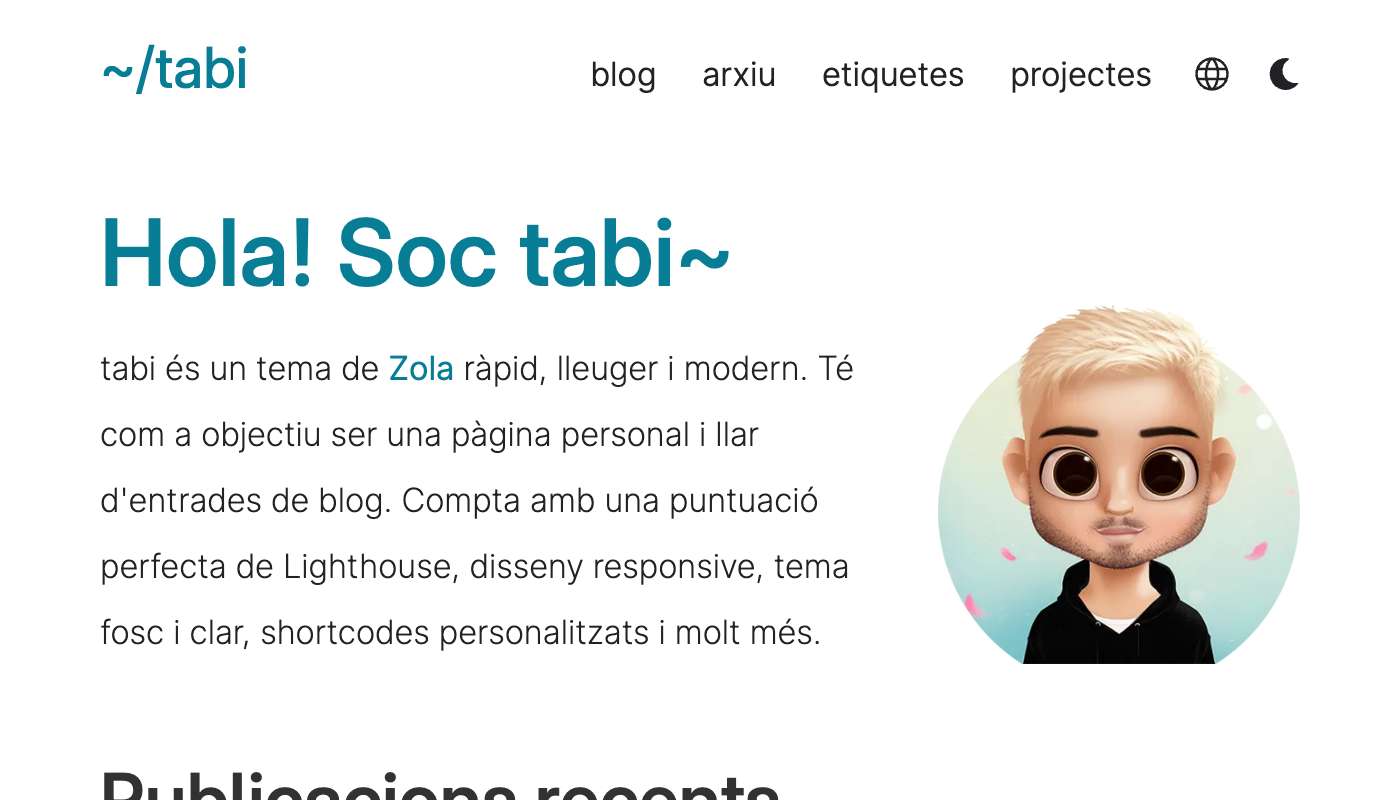 ~/tabi
blog arxiu etiquetes projectes
Hola! Soc tabi~
tabi és un tema de Zola ràpid, lleuger i modern. Té
com a objectiu ser una pàgina personal i llar
d'entrades de blog. Compta amb una puntuació
perfecta de Lighthouse, disseny responsive, tema
fosc i clar, shortcodes personalitzats i molt més.
Publicacions recents